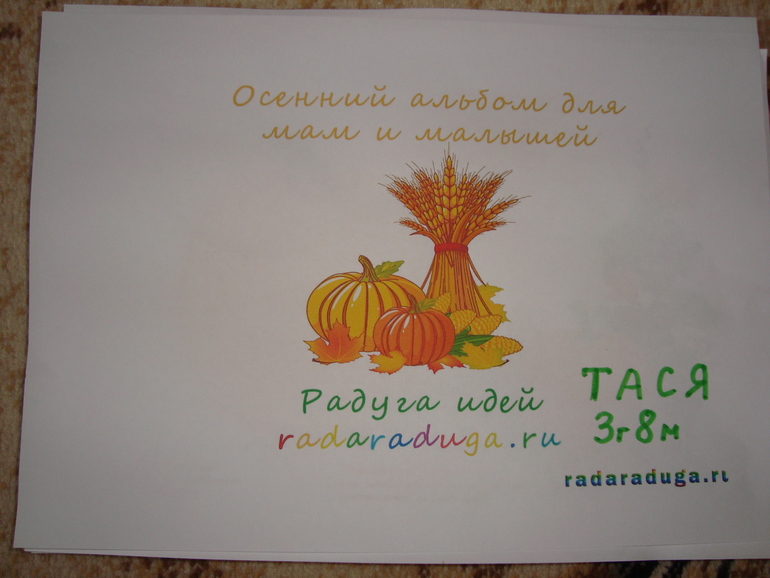 Осенний альбом для
мам и малышей
Радуга идей
radaraduga.ru
ТАСЯ
3г8м
radaraduga.ru